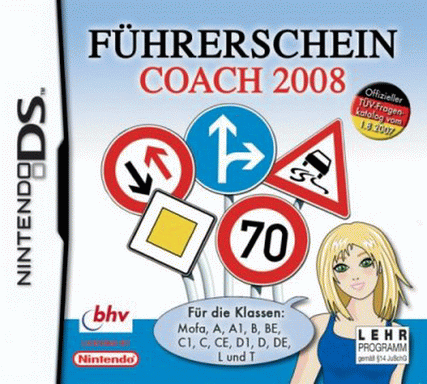 FÜHRERSCHEIN
COACH 2008
Offizieller
TÜV-Fragen-
katalog vom
1.8.2007
NINTENDO DS™
70
bhv
Nintendo®
Für die Klassen:
Mofa, A, A1, B, BE,
C1, C, CE, D1, D, DE,
L und T
LEHR
PROGRAMM
gemäß §14 JuSchG